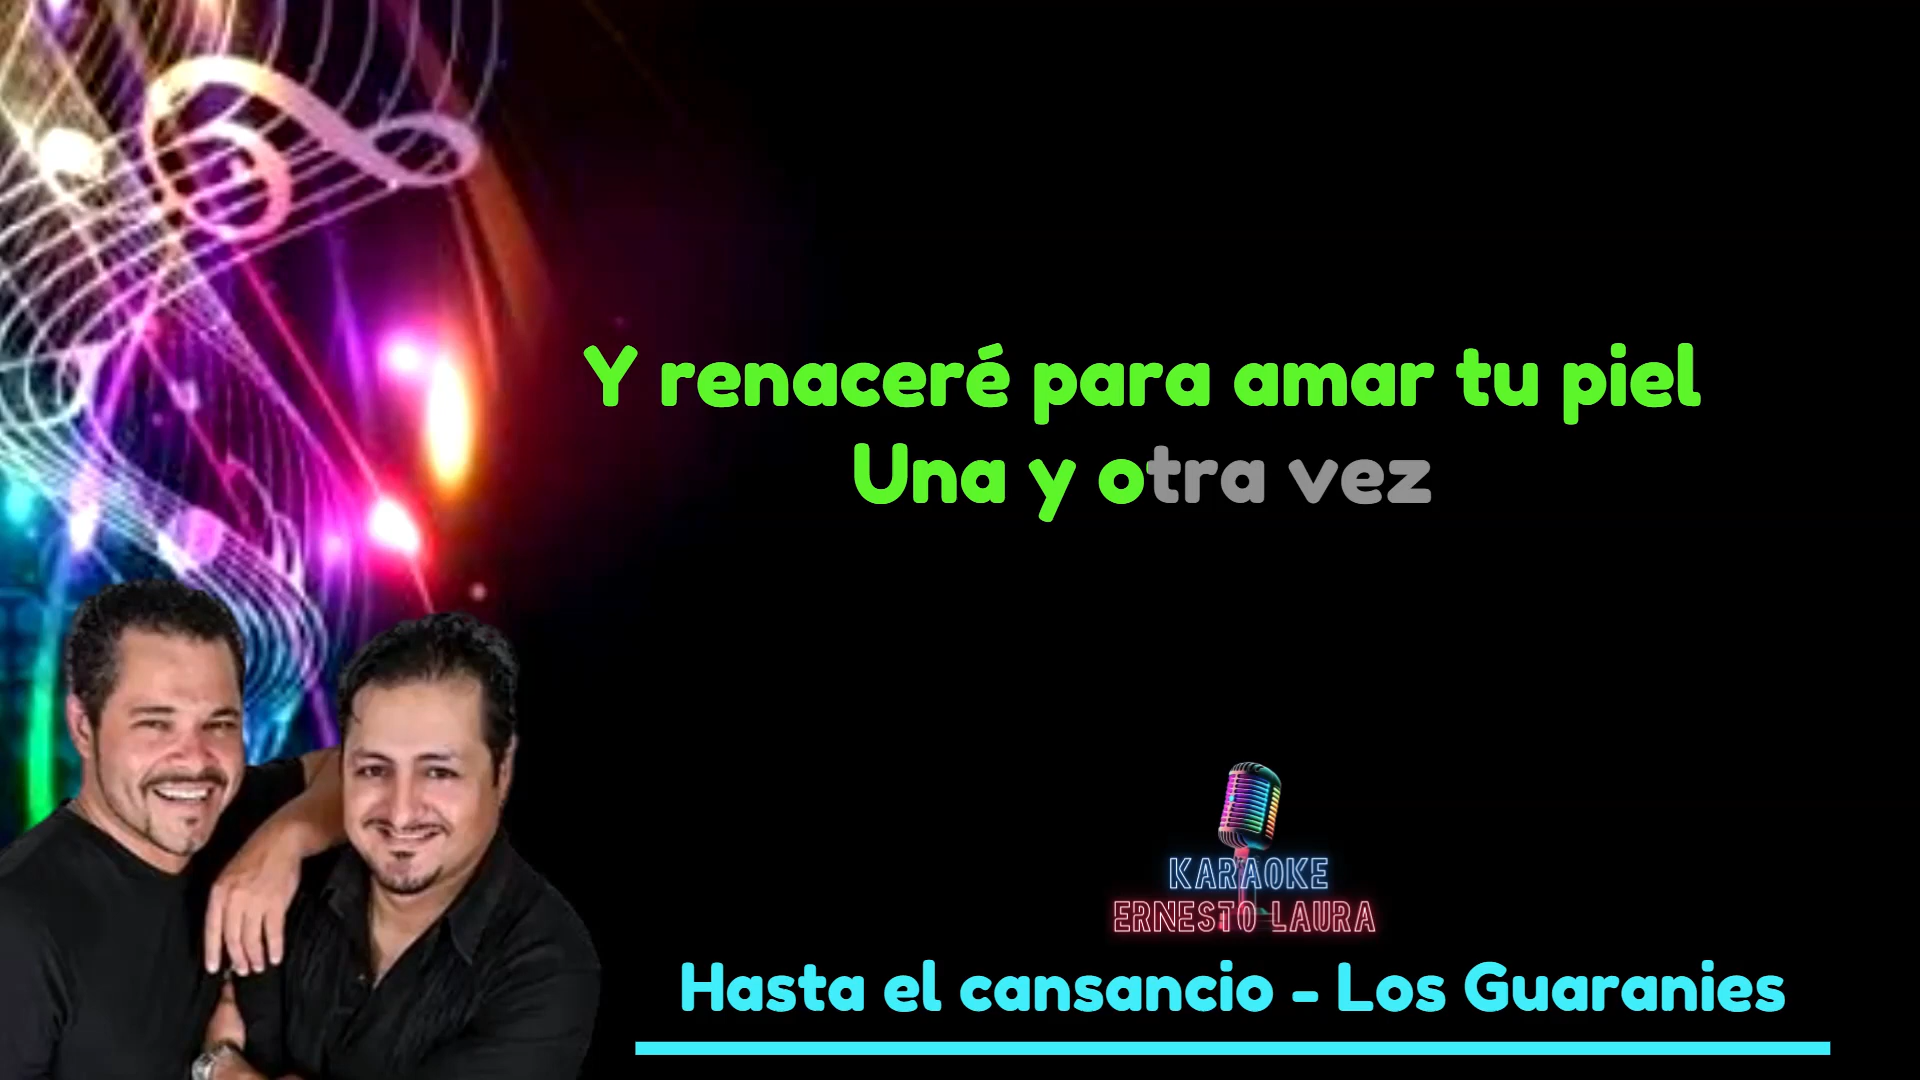 Y renaceré para amar tu piel
Una y otra vez
KARAOKE
ERNESTO LAURA
Hasta el cansancio - Los Guaranies